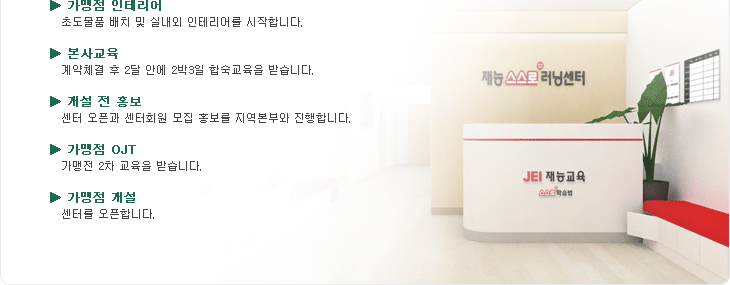 ▶ 가맹점 인테리어
초도물품 배치 및 실내외 인테리어를 시작합니다.
▶ 본사교육
계약체결 후 2달 안에 2박3일 합숙교육을 받습니다.
▶ 개설 전 홍보
센터 오픈과 센터회원 모집 홍보를 지역본부와 진행합니다.
▶ 가맹점 OJT
가맹전 2차 교육을 받습니다.
▶ 가맹점 개설
센터를 오픈합니다.
재능 스스로 러닝센터
JEI 재능교육
스스로 학습법